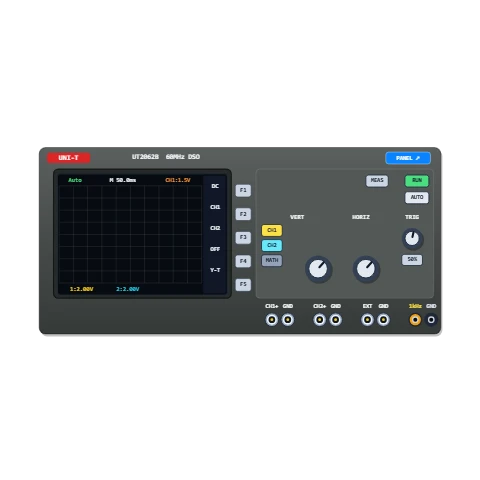 UNI-T
UT2062B 60MHz DSO
PANEL ↗
Auto
M 50.0ms
CH1:1.5V
DC
CH1
CH2
OFF
Y-T
1:2.00V
2:2.00V
F1
F2
F3
F4
F5
MEAS
RUN
AUTO
VERT
HORIZ
TRIG
CH1
CH2
MATH
50%
CH1+ GND
CH2+ GND
EXT GND
1kHz GND